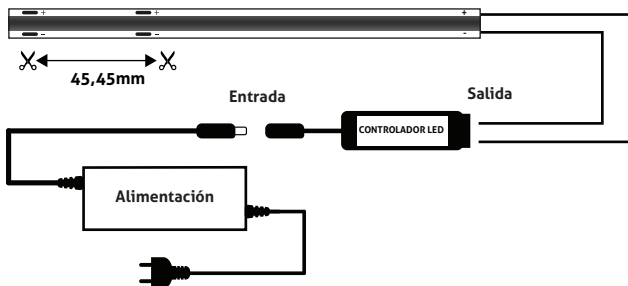 + + +
- - -
45,45mm
Entrada
Salida
CONTROLADOR LED
Alimentación